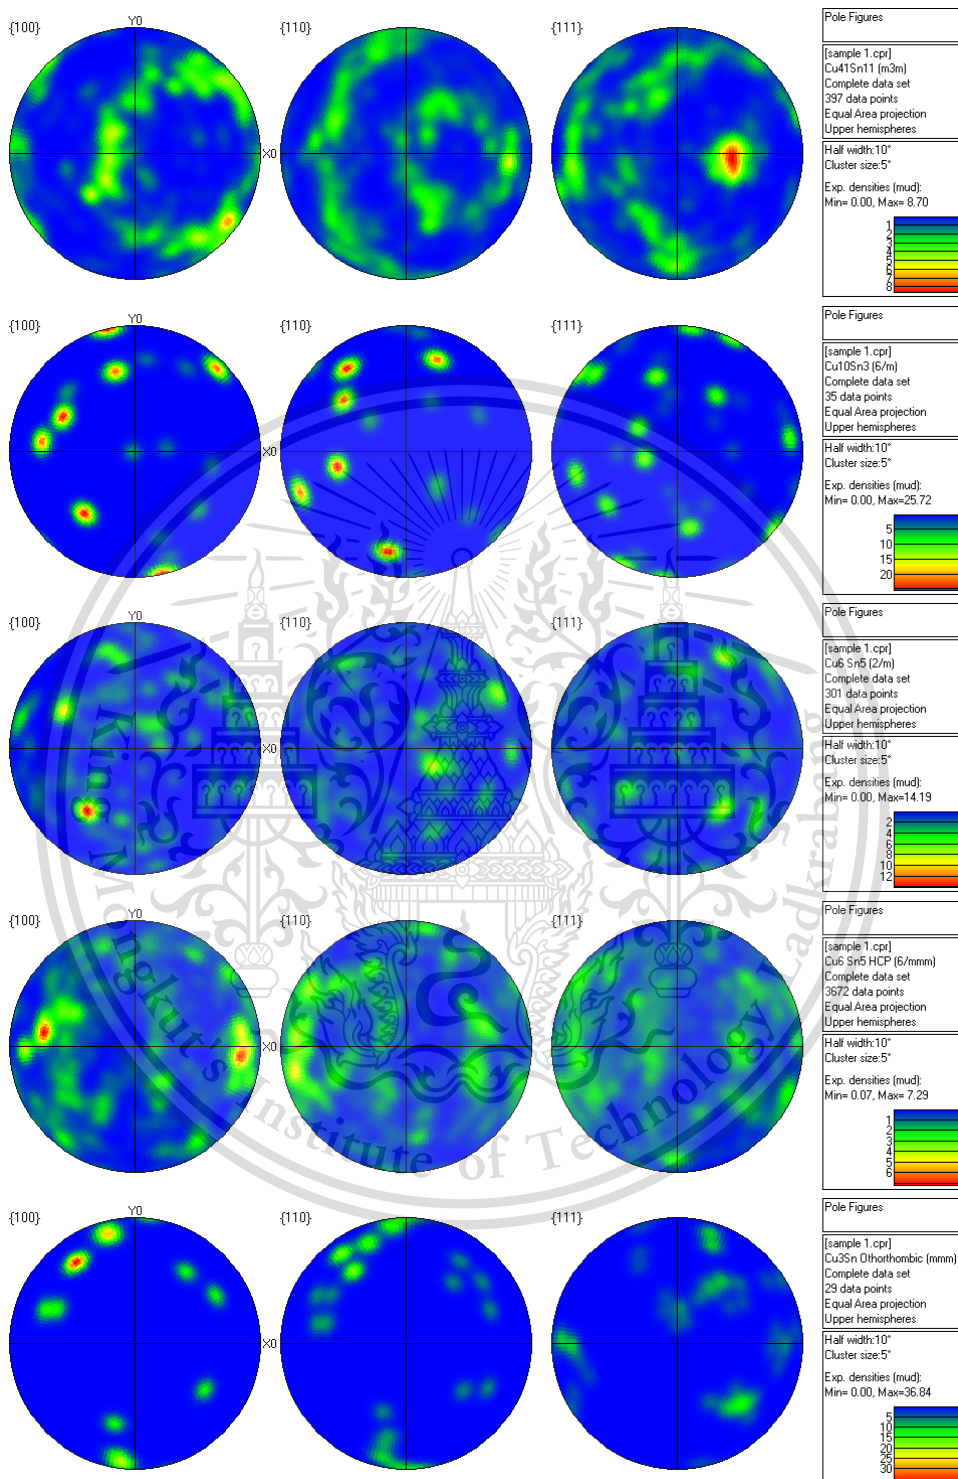 {100}
Y0
{110}
{111}
X0
Pole Figures
[sample 1.cpr]
Cu41Sn11 (m3m)
Complete data set
397 data points
Equal Area projection
Upper hemispheres
Half width:10°
Cluster size:5°
Exp. densities (mud):
Min= 0.00, Max= 8.70
1
2
3
4
5
6
7
8
{100}
Y0
{110}
{111}
X0
Pole Figures
[sample 1.cpr]
Cu10Sn3 (6/m)
Complete data set
35 data points
Equal Area projection
Upper hemispheres
Half width:10°
Cluster size:5°
Exp. densities (mud):
Min= 0.00, Max=25.72
5
10
15
20
{100}
Y0
{110}
{111}
X0
Pole Figures
[sample 1.cpr]
Cu6 Sn5 (2/m)
Complete data set
301 data points
Equal Area projection
Upper hemispheres
Half width:10°
Cluster size:5°
Exp. densities (mud):
Min= 0.00, Max=14.19
2
4
6
8
10
12
{100}
Y0
{110}
{111}
X0
Pole Figures
[sample 1.cpr]
Cu6 Sn5 HCP (6/mmm)
Complete data set
3672 data points
Equal Area projection
Upper hemispheres
Half width:10°
Cluster size:5°
Exp. densities (mud):
Min= 0.07, Max= 7.29
1
2
3
4
5
6
{100}
Y0
{110}
{111}
X0
Pole Figures
[sample 1.cpr]
Cu3Sn Othorthombic (mmm)
Complete data set
29 data points
Equal Area projection
Upper hemispheres
Half width:10°
Cluster size:5°
Exp. densities (mud):
Min= 0.00, Max=36.84
5
10
15
20
25
30
King Mongkut's Institute of Technology Ladkrabang